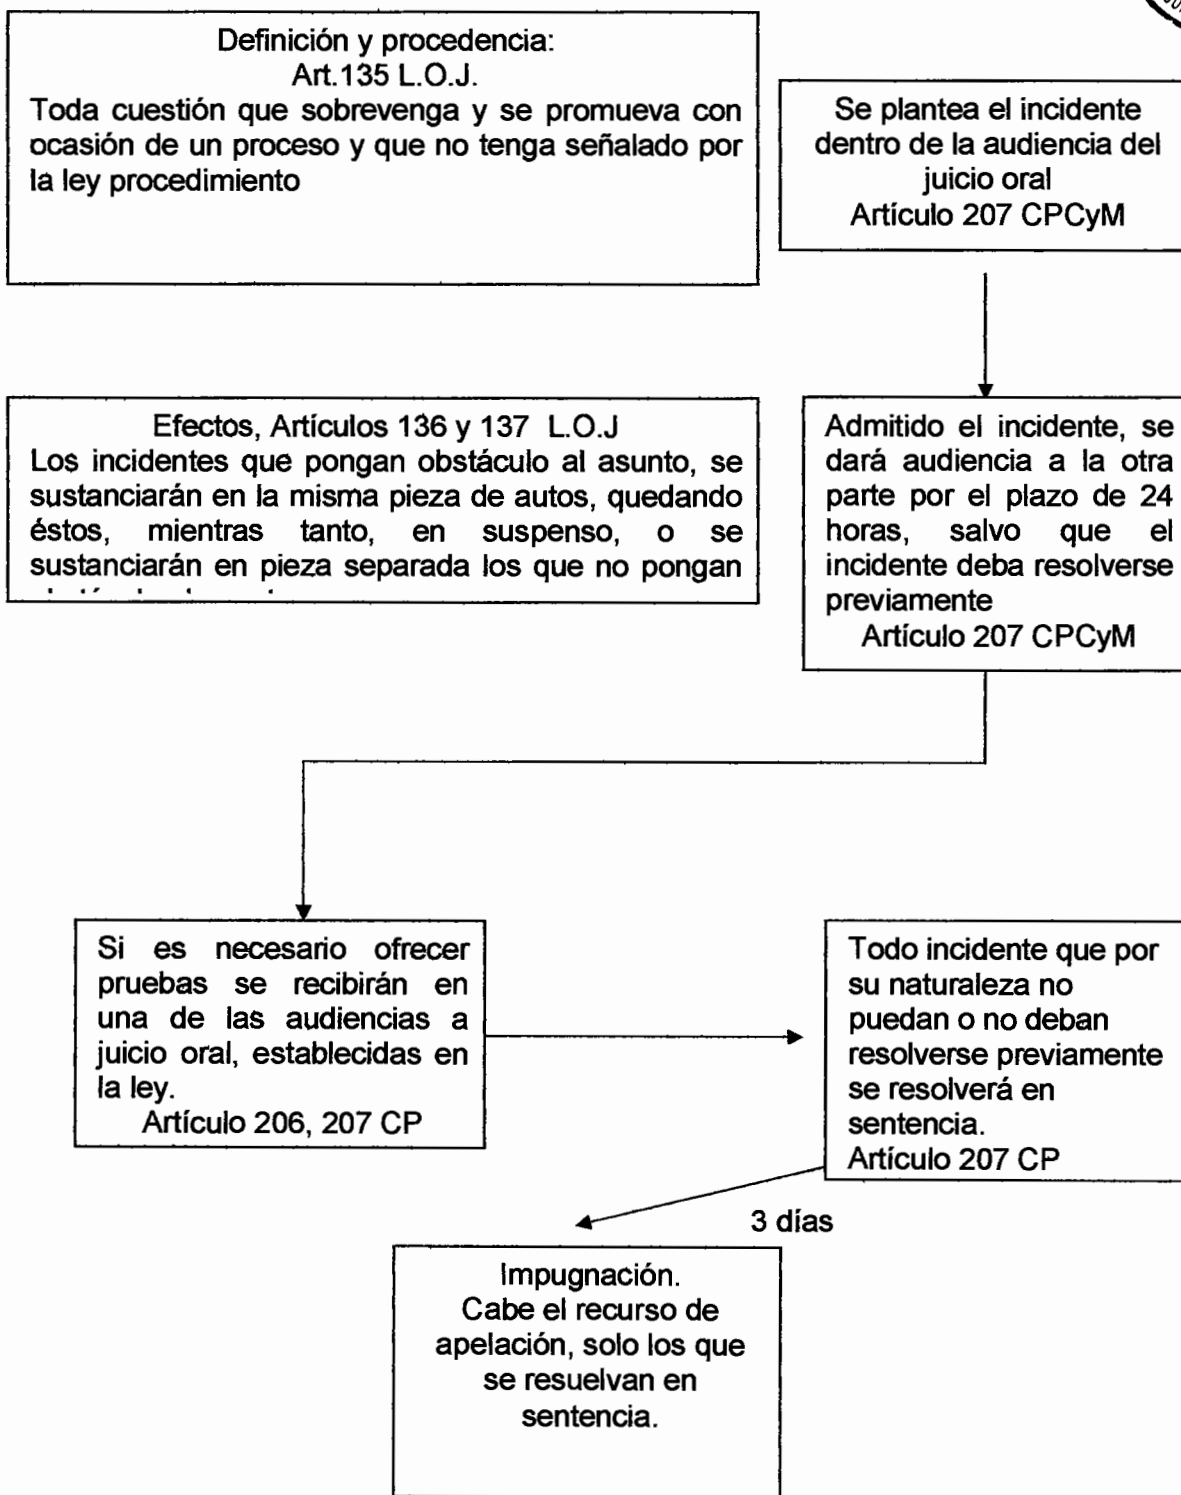 Definición y procedencia:
Art.135 L.O.J.
Toda cuestión que sobrevenga y se promueva con
ocasión de un proceso y que no tenga señalado por
la ley procedimiento
Se plantea el incidente
dentro de la audiencia del
juicio oral
Artículo 207 CPCyM
Efectos, Artículos 136 y 137 L.O.J
Los incidentes que pongan obstáculo al asunto, se
sustanciarán en la misma pieza de autos, quedando
éstos, mientras tanto, en suspenso, o se
sustanciarán en pieza separada los que no pongan
Admitido el incidente, se
dará audiencia a la otra
parte por el plazo de 24
horas, salvo que el
incidente deba resolverse
previamente
Artículo 207 CPCyM
Si es necesario ofrecer
pruebas se recibirán en
una de las audiencias a
juicio oral, establecidas en
la ley.
Artículo 206, 207 CP
Todo incidente que por
su naturaleza no
puedan o no deban
resolverse previamente
se resolverá en
sentencia.
Artículo 207 CP
3 días
Impugnación.
Cabe el recurso de
apelación, solo los que
se resuelvan en
sentencia.